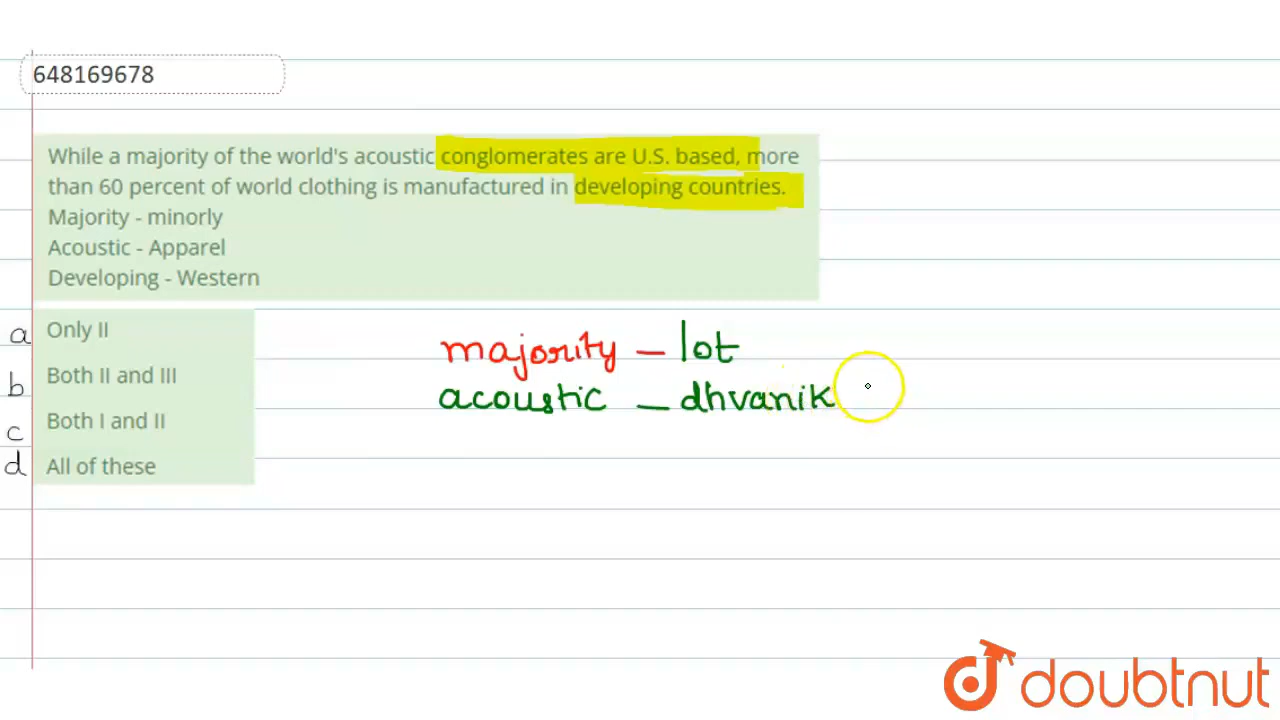 648169678
While a majority of the world's acoustic conglomerates are U.S. based, more
than 60 percent of world clothing is manufactured in developing countries.
Majority - minorly
Acoustic - Apparel
Developing - Western
a Only II
b Both II and III
c Both I and II
d All of these
majority – lot
acoustic – dhvanik
doubtnut